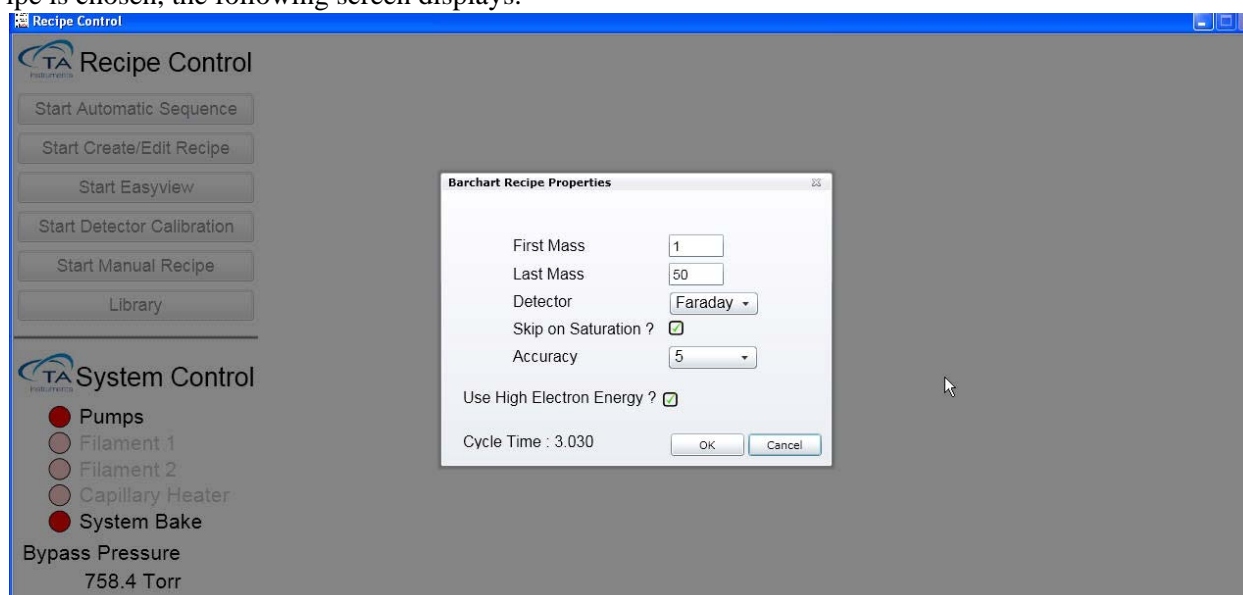 ipe is chosen, the following screen displays.
Recipe Control
TA Recipe Control
Instruments
Start Automatic Sequence
Start Create/Edit Recipe
Start Easyview
Start Detector Calibration
Start Manual Recipe
Library
TA System Control
Instruments
Pumps
Filament 1
Filament 2
Capillary Heater
System Bake
Bypass Pressure
758.4 Torr
Barchart Recipe Properties
First Mass 1
Last Mass 50
Detector Faraday
Skip on Saturation ?
Accuracy 5
Use High Electron Energy ?
Cycle Time : 3.030 OK Cancel